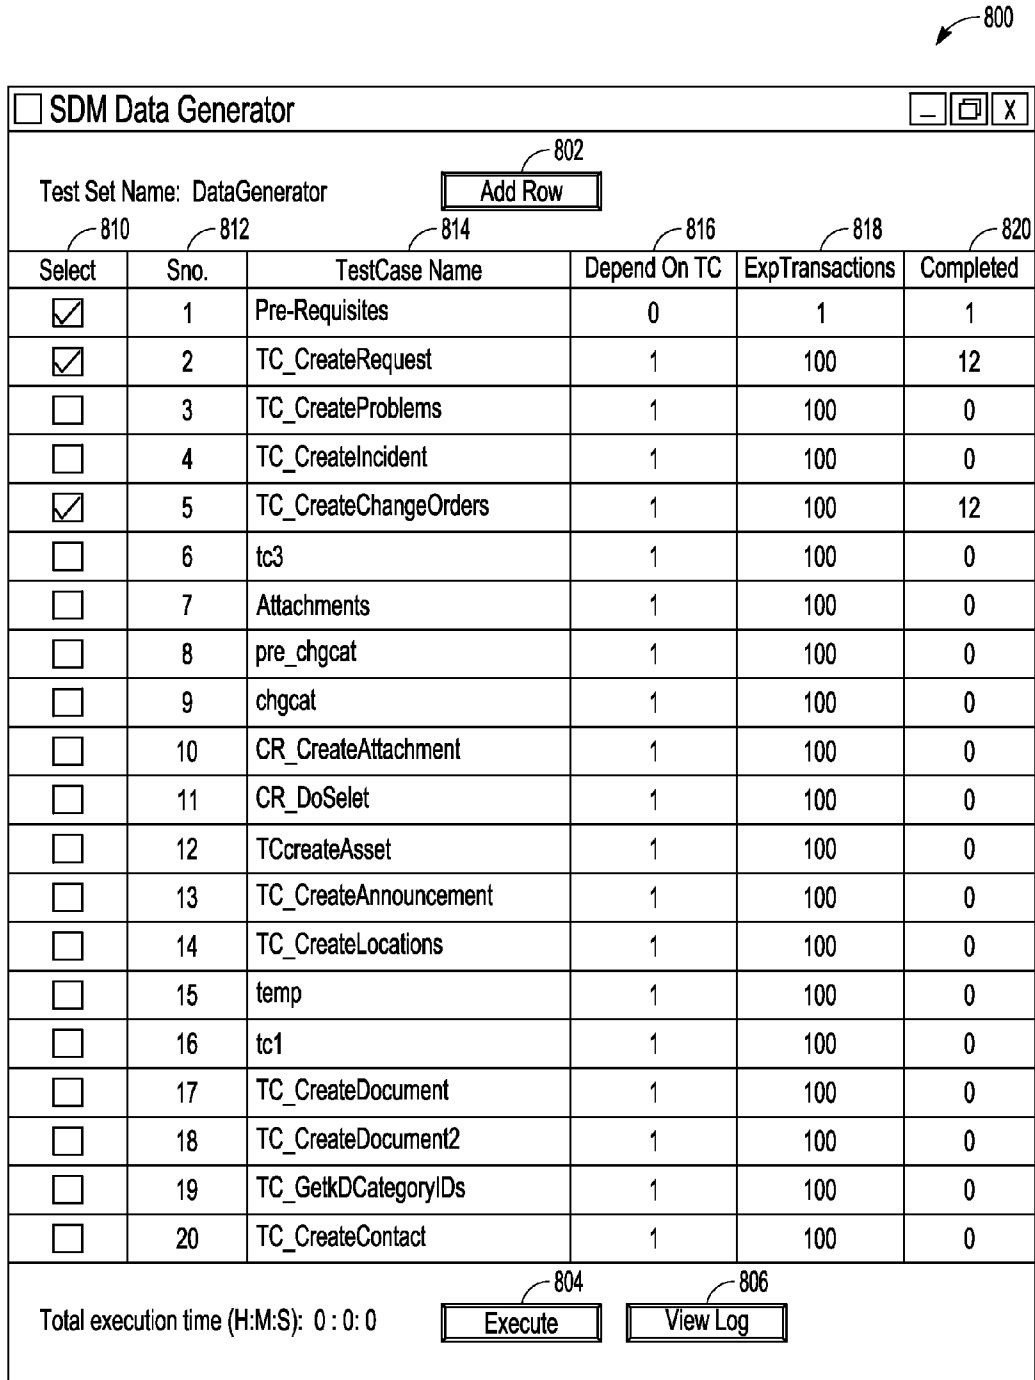 800
SDM Data Generator
X
802
Test Set Name: DataGenerator Add Row
810 812 814 816 818 820
Select Sno. TestCase Name Depend On TC ExpTransactions Completed
1 Pre-Requisites 0 1 1
2 TC_CreateRequest 1 100 12
3 TC_CreateProblems 1 100 0
4 TC_CreateIncident 1 100 0
5 TC_CreateChangeOrders 1 100 12
6 tc3 1 100 0
7 Attachments 1 100 0
8 pre_chgcat 1 100 0
9 chgcat 1 100 0
10 CR_CreateAttachment 1 100 0
11 CR_DoSelet 1 100 0
12 TCcreateAsset 1 100 0
13 TC_CreateAnnouncement 1 100 0
14 TC_CreateLocations 1 100 0
15 temp 1 100 0
16 tc1 1 100 0
17 TC_CreateDocument 1 100 0
18 TC_CreateDocument2 1 100 0
19 TC_GetkDCategoryIDs 1 100 0
20 TC_CreateContact 1 100 0
804 806
Total execution time (H:M:S): 0 : 0: 0 Execute View Log